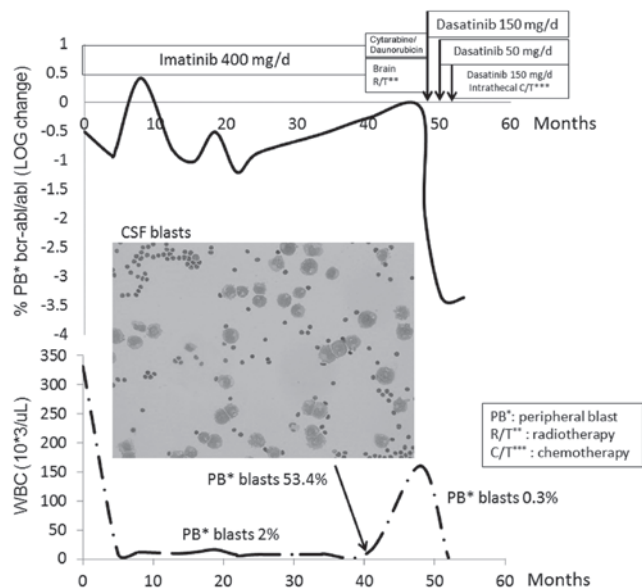 Dasatinib 150 mg/d
Cytarabino/
Daunorubicin
Dasatinib 50 mg/d
Imatinib 400 mg/d
Brain
R/T**
Dasatinib 150 mg/d
Intrathecal C/T***
% PB* bcr-abl/abl (LOG change)
1
0.5
0
-0.5
-1
-1.5
-2
-2.5
-3
-3.5
-4
0 10 20 30 40 50 60 Months
CSF blasts
WBC (10*3/uL)
350
300
250
200
150
100
50
0
PB* blasts 53.4%
PB* blasts 2%
PB* blasts 0.3%
PB*: peripheral blast
R/T** : radiotherapy
C/T*** : chemotherapy
0 10 20 30 40 50 60
Months